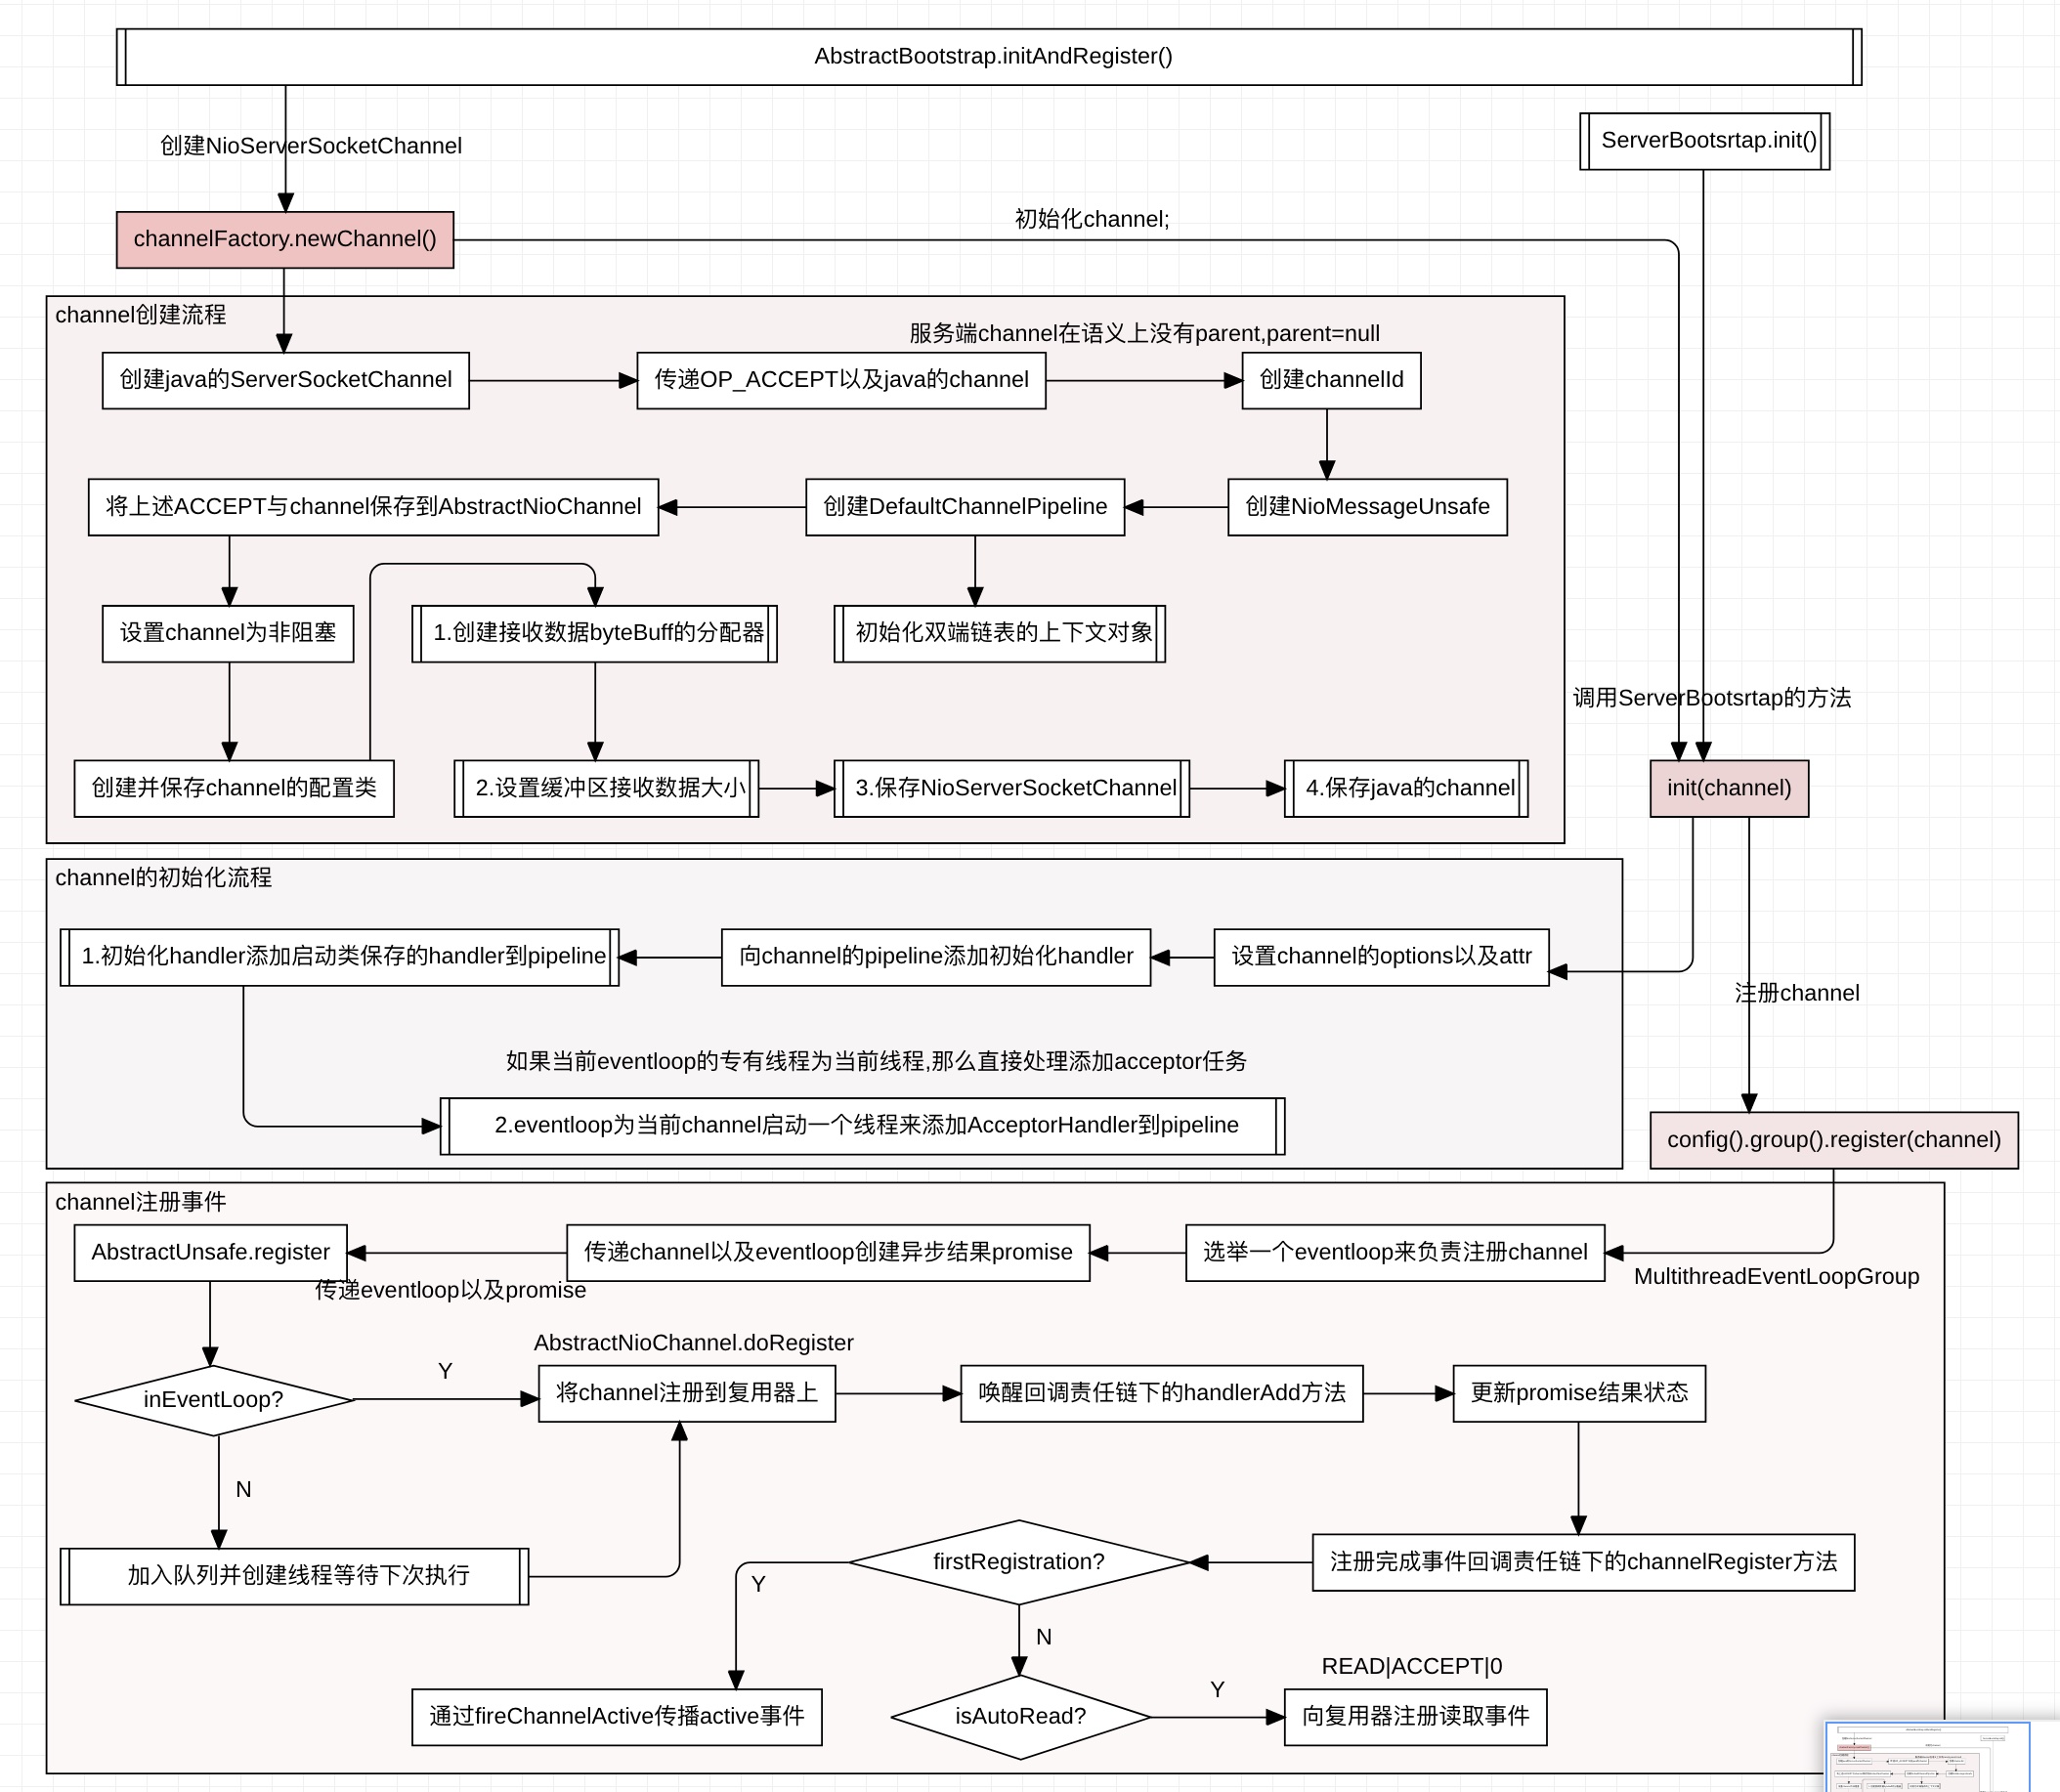 AbstractBootstrap.initAndRegister()
ServerBootsrtap.init()
创建NioServerSocketChannel
channelFactory.newChannel()
初始化channel;
channel创建流程
服务端channel在语义上没有parent,parent=null
创建java的ServerSocketChannel
传递OP_ACCEPT以及java的channel
创建channelId
将上述ACCEPT与channel保存到AbstractNioChannel
创建DefaultChannelPipeline
创建NioMessageUnsafe
设置channel为非阻塞
1.创建接收数据byteBuff的分配器
初始化双端链表的上下文对象
调用ServerBootsrtap的方法
创建并保存channel的配置类
2.设置缓冲区接收数据大小
3.保存NioServerSocketChannel
4.保存java的channel
init(channel)
channel的初始化流程
1.初始化handler添加启动类保存的handler到pipeline
向channel的pipeline添加初始化handler
设置channel的options以及attr
注册channel
如果当前eventloop的专有线程为当前线程,那么直接处理添加acceptor任务
2.eventloop为当前channel启动一个线程来添加AcceptorHandler到pipeline
config().group().register(channel)
channel注册事件
AbstractUnsafe.register
传递channel以及eventloop创建异步结果promise
选举一个eventloop来负责注册channel
MultithreadEventLoopGroup
传递eventloop以及promise
AbstractNioChannel.doRegister
inEventLoop?
Y
将channel注册到复用器上
唤醒回调责任链下的handlerAdd方法
更新promise结果状态
N
加入队列并创建线程等待下次执行
firstRegistration?
注册完成事件回调责任链下的channelRegister方法
Y
N
READ|ACCEPT|0
通过fireChannelActive传播active事件
isAutoRead?
Y
向复用器注册读取事件